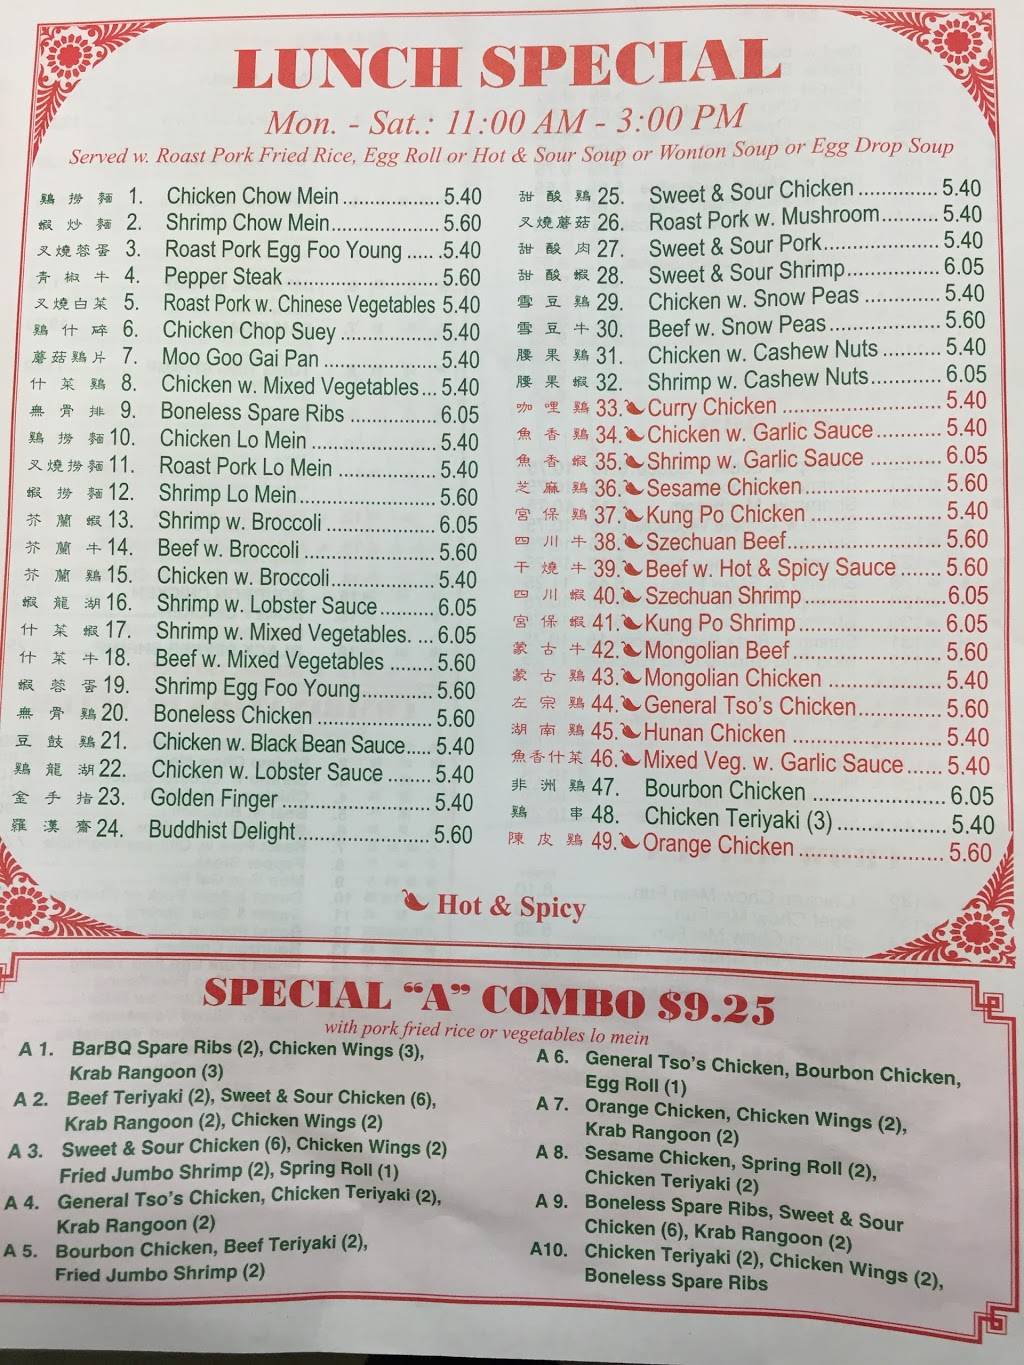 LUNCH SPECIAL
Mon. - Sat.: 11:00 AM - 3:00 PM
Served w. Roast Pork Fried Rice, Egg Roll or Hot & Sour Soup or Wonton Soup or Egg Drop Soup
鷄撈麵 1. Chicken Chow Mein ................... 5.40
蝦炒麵 2. Shrimp Chow Mein..................... 5.60
叉燒蓉蛋 3. Roast Pork Egg Foo Young ..... .5.40
青椒牛 4. Pepper Steak ............................. 5.60
叉燒白菜 5. Roast Pork w. Chinese Vegetables 5.40
鷄什碎 6. Chicken Chop Suey ................... 5.40
蘑菇鷄片 7. Moo Goo Gai Pan ...................... 5.40
什菜鷄 8. Chicken w. Mixed Vegetables... 5.40
無骨排 9. Boneless Spare Ribs ................. 6.05
鷄撈麵 10. Chicken Lo Mein ........................ 5.40
叉燒撈麵 11. Roast Pork Lo Mein ................... 5.40
蝦撈麵 12. Shrimp Lo Mein.......................... 5.60
芥蘭蝦 13. Shrimp w. Broccoli ..................... 6.05
芥蘭牛 14. Beef w. Broccoli ......................... 5.60
芥蘭鷄 15. Chicken w. Broccoli.................... 5.40
蝦龍湖 16. Shrimp w. Lobster Sauce.......... 6.05
什菜蝦 17. Shrimp w. Mixed Vegetables. ... 6.05
什菜牛 18. Beef w. Mixed Vegetables ........ 5.60
蝦蓉蛋 19. Shrimp Egg Foo Young............. 5.60
無骨鷄 20. Boneless Chicken ...................... 5.60
豆鼓鷄 21. Chicken w. Black Bean Sauce..... 5.40
鷄龍湖 22. Chicken w. Lobster Sauce ........ 5.40
金手指 23. Golden Finger ............................ 5.40
羅漢齋 24. Buddhist Delight......................... 5.60
甜酸鷄 25. Sweet & Sour Chicken .............. 5.40
叉燒蘑菇 26. Roast Pork w. Mushroom.......... 5.40
甜酸肉 27. Sweet & Sour Pork..................... 5.40
甜酸蝦 28. Sweet & Sour Shrimp................. 6.05
雪豆鷄 29. Chicken w. Snow Peas ............. 5.40
雪豆牛 30. Beef w. Snow Peas.................... 5.60
腰果鷄 31. Chicken w. Cashew Nuts .......... 5.40
腰果蝦 32. Shrimp w. Cashew Nuts............ 6.05
咖哩鷄 33. Curry Chicken ............................ 5.40
魚香鷄 34. Chicken w. Garlic Sauce........... 5.40
魚香蝦 35. Shrimp w. Garlic Sauce ............ 6.05
芝麻鷄 36. Sesame Chicken....................... 5.60
宮保鷄 37. Kung Po Chicken ...................... 5.40
四川牛 38. Szechuan Beef.......................... 5.60
干燒牛 39. Beef w. Hot & Spicy Sauce ....... 5.60
四川蝦 40. Szechuan Shrimp.......................6.05
宮保蝦 41. Kung Po Shrimp........................ 6.05
蒙古牛 42. Mongolian Beef.......................... 5.60
蒙古鷄 43. Mongolian Chicken .................... 5.40
左宗鷄 44. General Tso's Chicken.............. 5.60
湖南鷄 45. Hunan Chicken ......................... 5.40
魚香什菜 46. Mixed Veg. w. Garlic Sauce...... 5.40
非洲鷄 47. Bourbon Chicken ...................... 6.05
鷄串 48. Chicken Teriyaki (3) .................. 5.40
陳皮鷄 49. Orange Chicken ........................ 5.60
Hot & Spicy
SPECIAL “A” COMBO $9.25
with pork fried rice or vegetables lo mein
A 1. BarBQ Spare Ribs (2), Chicken Wings (3),
Krab Rangoon (3)
A 2. Beef Teriyaki (2), Sweet & Sour Chicken (6),
Krab Rangoon (2), Chicken Wings (2)
A 3. Sweet & Sour Chicken (6), Chicken Wings (2)
Fried Jumbo Shrimp (2), Spring Roll (1)
A 4. General Tso's Chicken, Chicken Teriyaki (2),
Krab Rangoon (2)
A 5. Bourbon Chicken, Beef Teriyaki (2),
Fried Jumbo Shrimp (2)
A 6. General Tso's Chicken, Bourbon Chicken,
Egg Roll (1)
A 7. Orange Chicken, Chicken Wings (2),
Krab Rangoon (2)
A 8. Sesame Chicken, Spring Roll (2),
Chicken Teriyaki (2)
A 9. Boneless Spare Ribs, Sweet & Sour
Chicken (6), Krab Rangoon (2)
A10. Chicken Teriyaki (2), Chicken Wings (2),
Boneless Spare Ribs